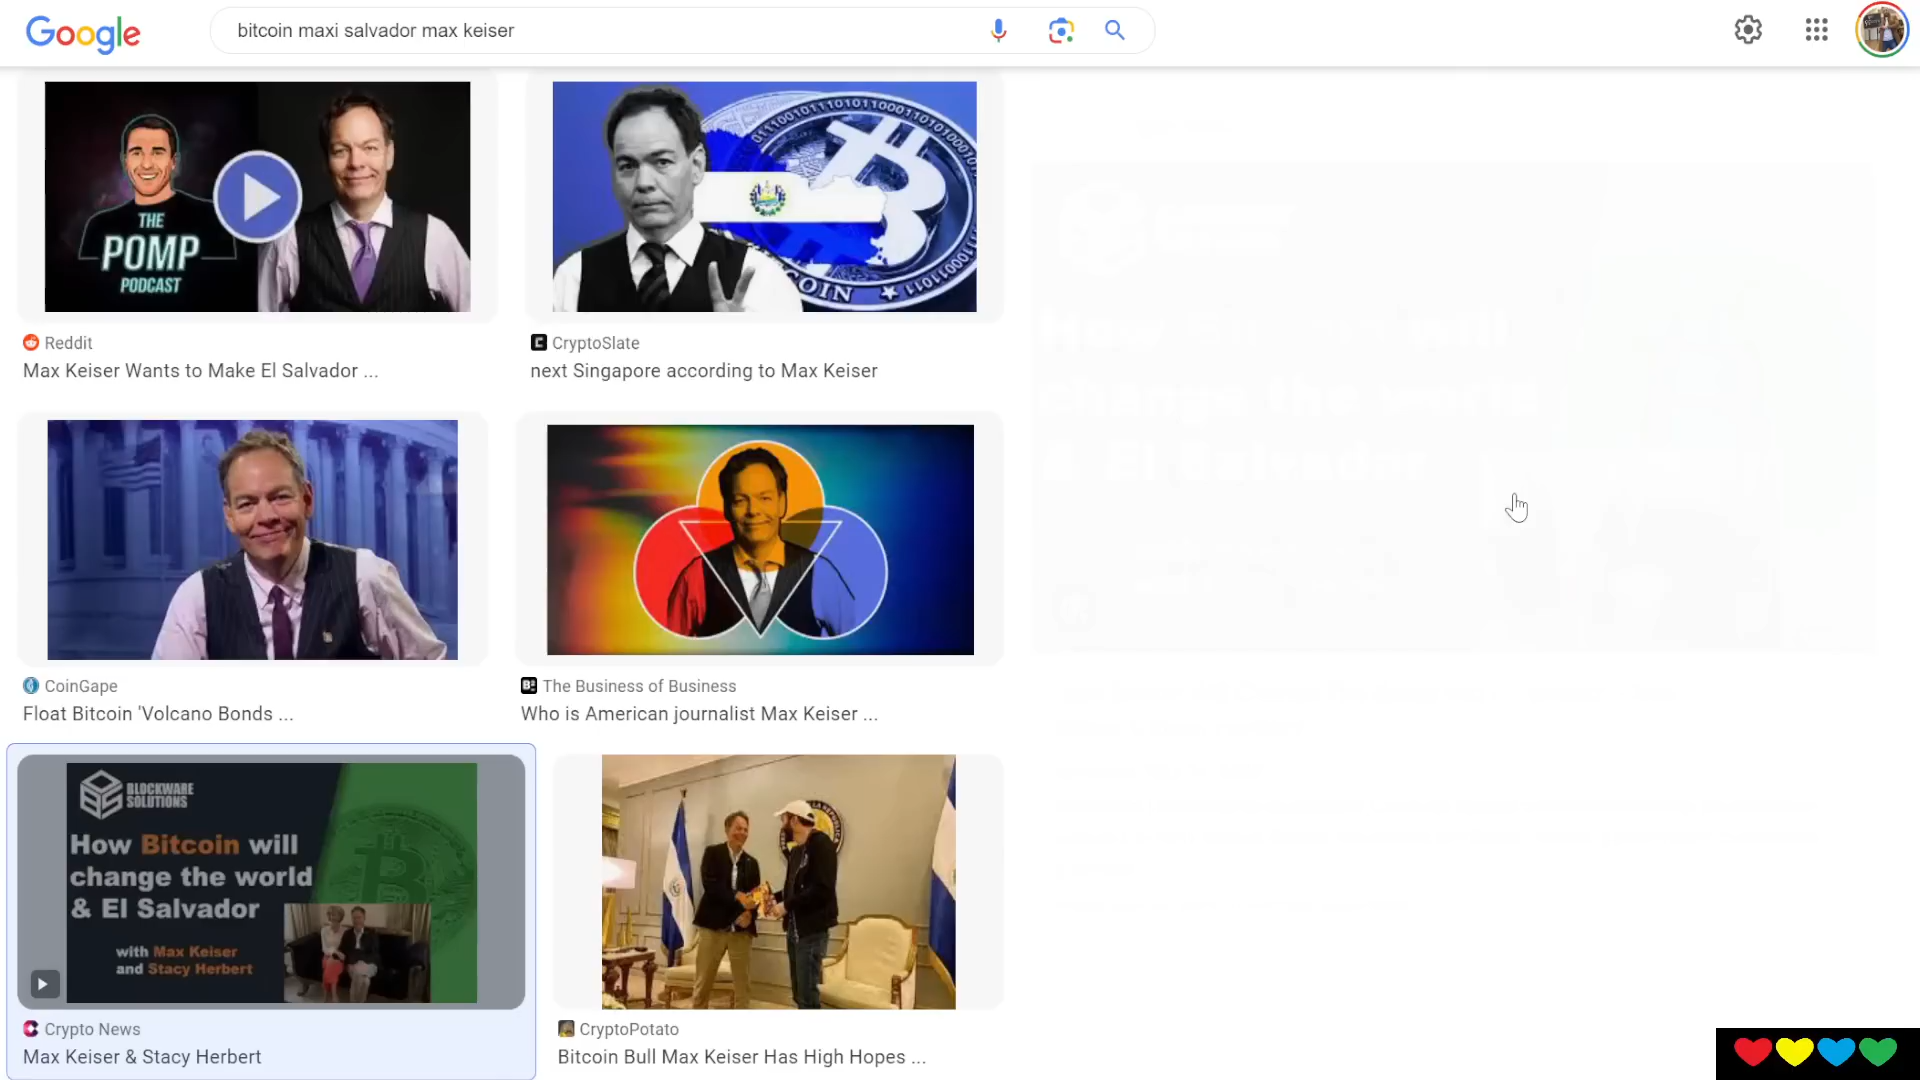 Google
bitcoin maxi salvador max keiser
THE
POMP
PODCAST
COIN
Reddit
Max Keiser Wants to Make El Salvador ...
CryptoSlate
next Singapore according to Max Keiser
CoinGape
Float Bitcoin 'Volcano Bonds ...
The Business of Business
Who is American journalist Max Keiser ...
BLOCKWARE
SOLUTIONS
How Bitcoin will
change the world
& El Salvador
with Max Keiser
and Stacy Herbert
Crypto News
Max Keiser & Stacy Herbert
CryptoPotato
Bitcoin Bull Max Keiser Has High Hopes ...